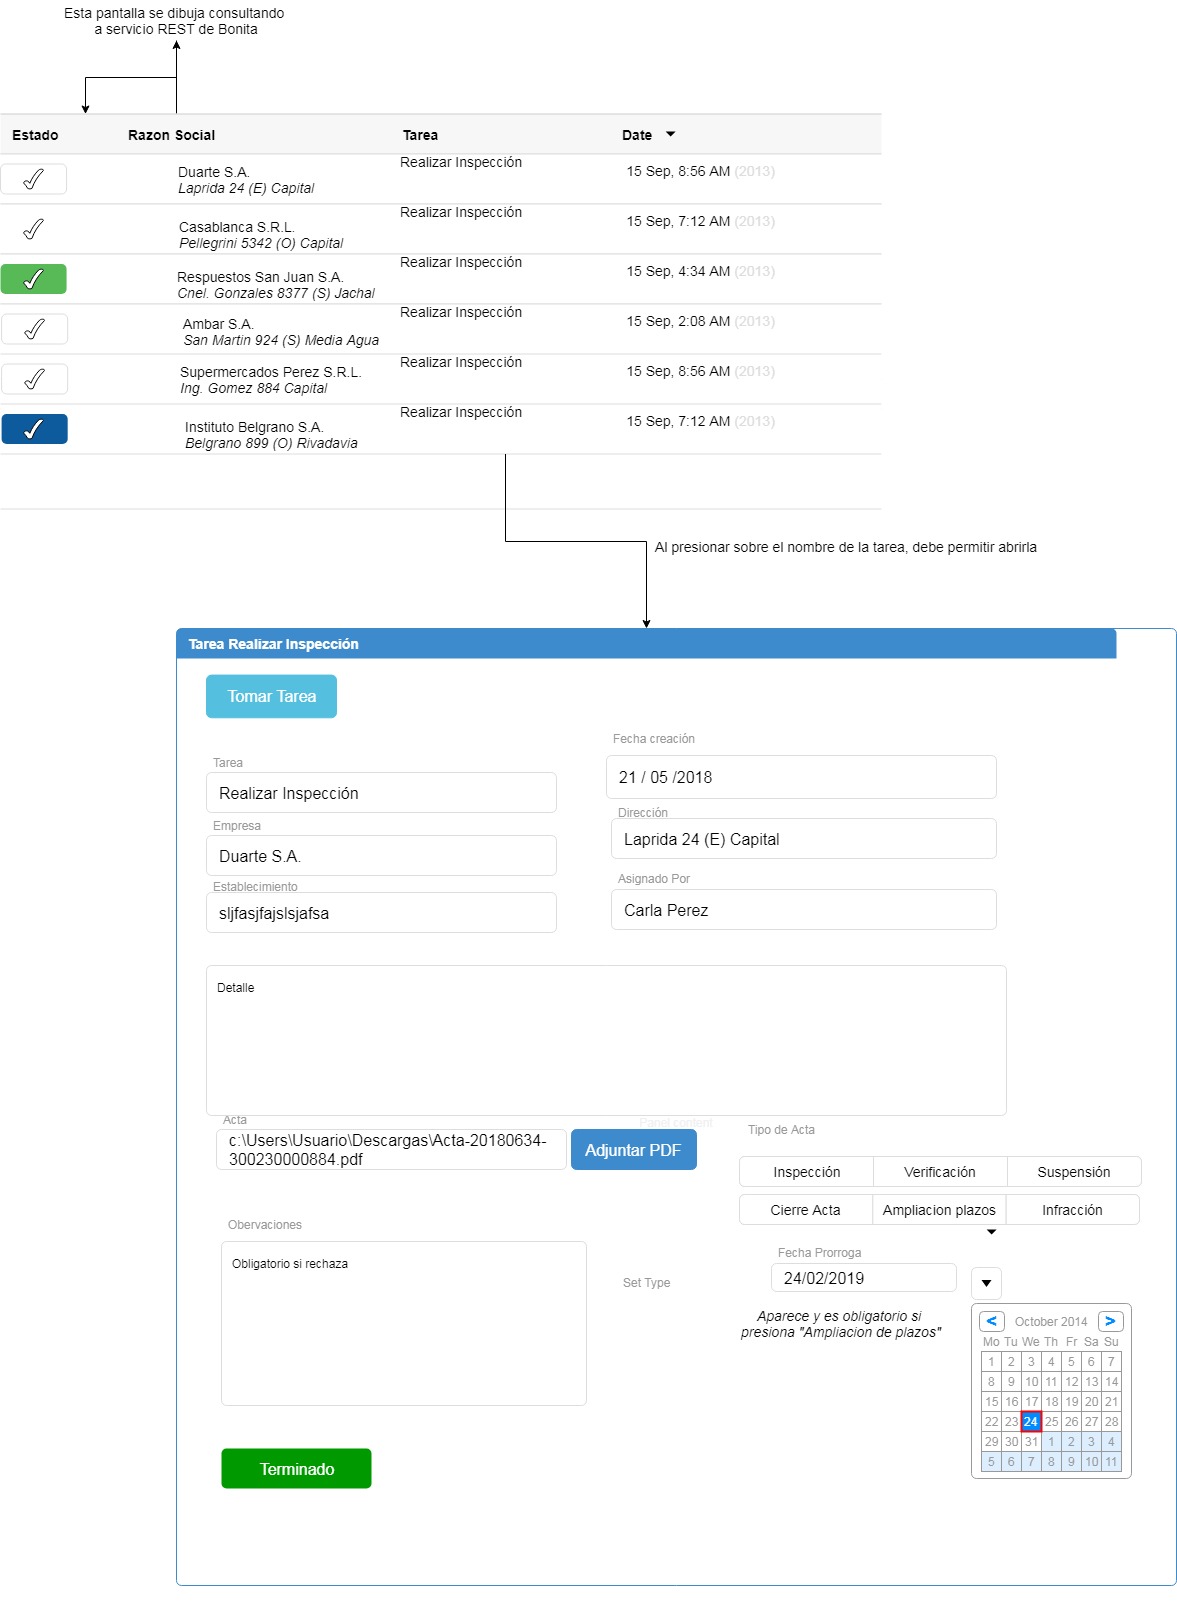 Esta pantalla se dibuja consultando
a servicio REST de Bonita
Estado Razon Social Tarea Date
Duarte S.A. Realizar Inspección 15 Sep, 8:56 AM (2013)
Laprida 24 (E) Capital
Casablanca S.R.L. Realizar Inspección 15 Sep, 7:12 AM (2013)
Pellegrini 5342 (O) Capital
Respuestos San Juan S.A. Realizar Inspección 15 Sep, 4:34 AM (2013)
Cnel. Gonzales 8377 (S) Jachal
Ambar S.A. Realizar Inspección 15 Sep, 2:08 AM (2013)
San Martin 924 (S) Media Agua
Supermercados Perez S.R.L. Realizar Inspección 15 Sep, 8:56 AM (2013)
Ing. Gomez 884 Capital
Instituto Belgrano S.A. Realizar Inspección 15 Sep, 7:12 AM (2013)
Belgrano 899 (O) Rivadavia
Al presionar sobre el nombre de la tarea, debe permitir abrirla
Tarea Realizar Inspección
Tomar Tarea
Fecha creación
21 / 05 /2018
Tarea
Realizar Inspección
Dirección
Laprida 24 (E) Capital
Empresa
Duarte S.A.
Asignado Por
Carla Perez
Establecimiento
sljfasjfajslsjafsa
Detalle
Acta
c:\Users\Usuario\Descargas\Acta-20180634-
300230000884.pdf
Adjuntar PDF
Panel content
Tipo de Acta
Inspección Verificación Suspensión
Cierre Acta Ampliacion plazos Infracción
Obervaciones
Obligatorio si rechaza
Set Type
Fecha Prorroga
24/02/2019
Aparece y es obligatorio si
presiona "Ampliacion de plazos"
< October 2014 >
Mo Tu We Th Fr Sa Su
1 2 3 4 5 6 7
8 9 10 11 12 13 14
15 16 17 18 19 20 21
22 23 24 25 26 27 28
29 30 31 1 2 3 4
5 6 7 8 9 10 11
Terminado